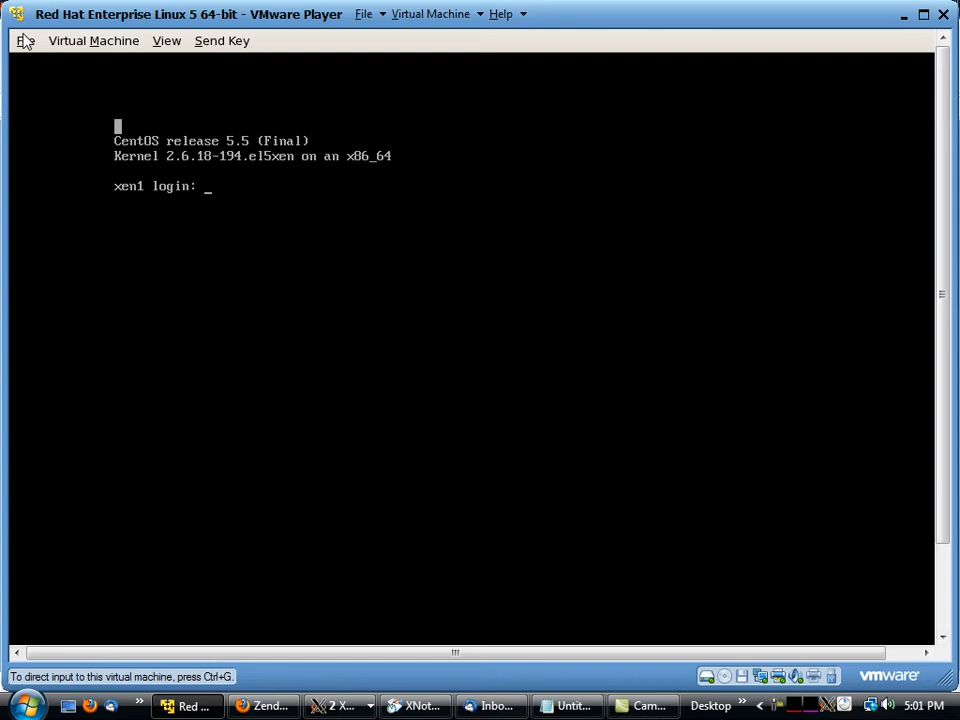 Red Hat Enterprise Linux 5 64-bit - VMware Player File Virtual Machine Help
File Virtual Machine View Send Key
CentOS release 5.5 (Final)
Kernel 2.6.18-194.el5xen on an x86_64
xen1 login: _
To direct input to this virtual machine, press Ctrl+G.
vmware
Red ... Zend... 2 X... XNot... Inbo... Untit... Cam... Desktop 5:01 PM